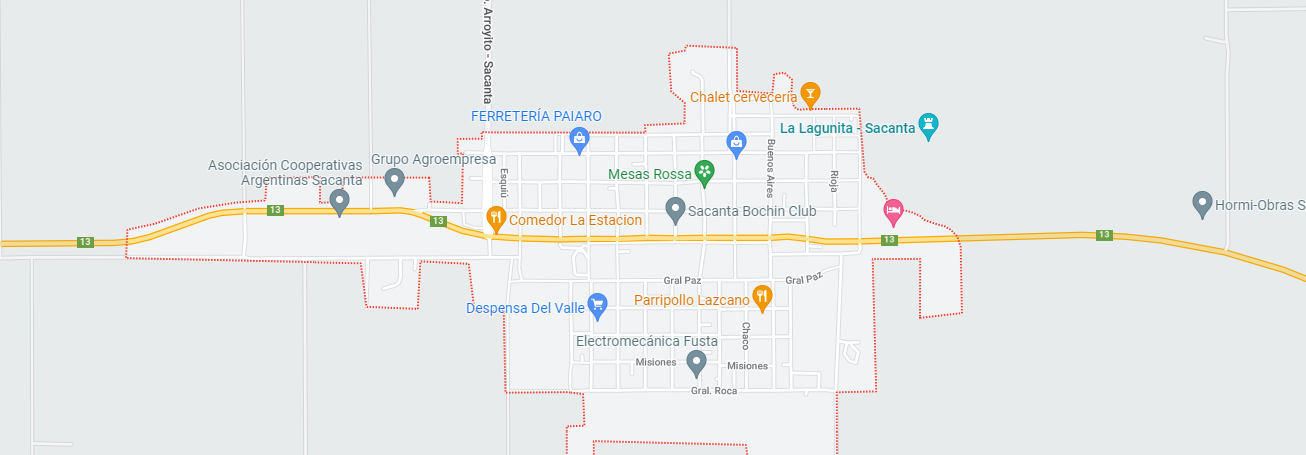 . Arroyito - Sacanta
Chalet cervecería
FERRETERÍA PAIARO
La Lagunita - Sacanta
Asociación Cooperativas
Argentinas Sacanta
Grupo Agroempresa
Esquiú
Mesas Rossa
Buenos Aires
Rioja
13
13
Comedor La Estacion
Sacanta Bochin Club
Hormi-Obras S
13
13
13
Gral Paz
Gral Paz
Despensa Del Valle
Parripollo Lazcano
Chaco
Electromecánica Fusta
Misiones
Misiones
Gral. Roca